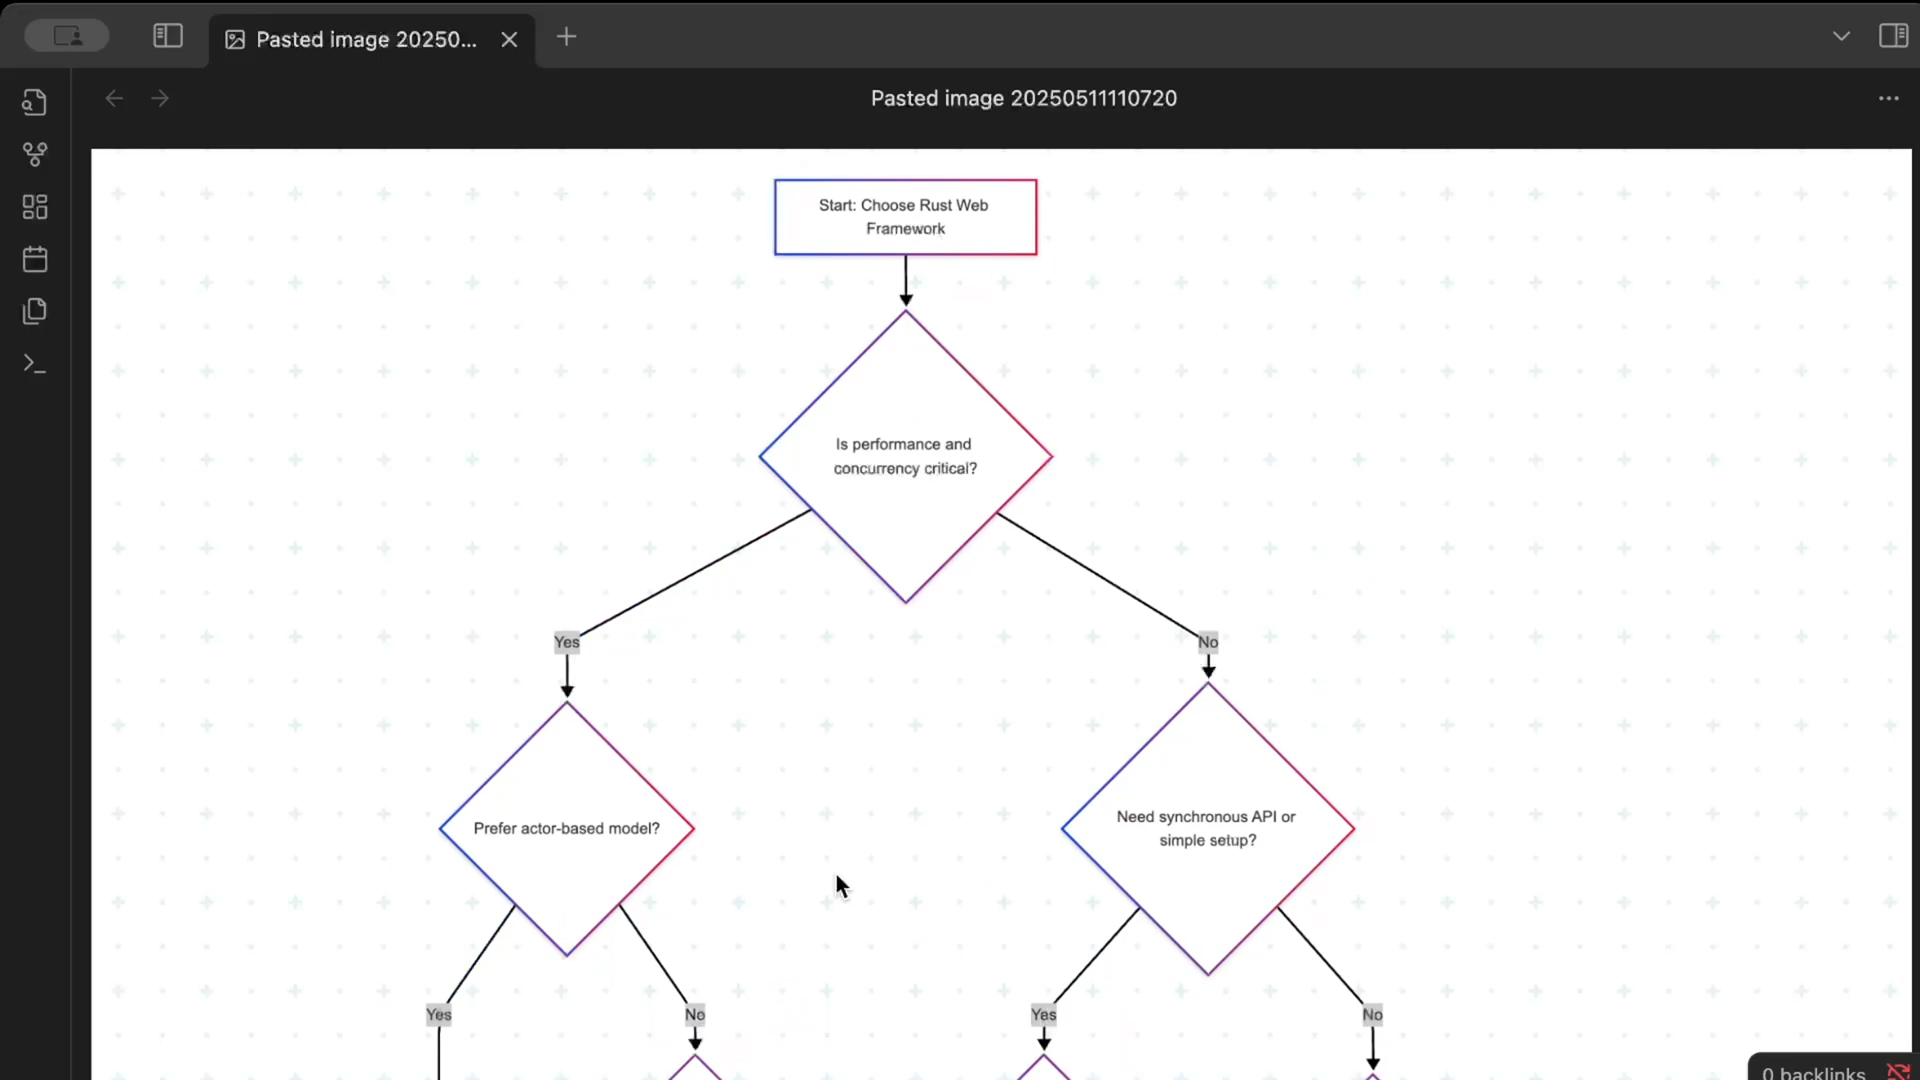 Pasted image 20250...
Pasted image 20250511110720
Start: Choose Rust Web
Framework
Is performance and
concurrency critical?
Yes
No
Prefer actor-based model?
Need synchronous API or
simple setup?
Yes
No
Yes
No
0 backlinks